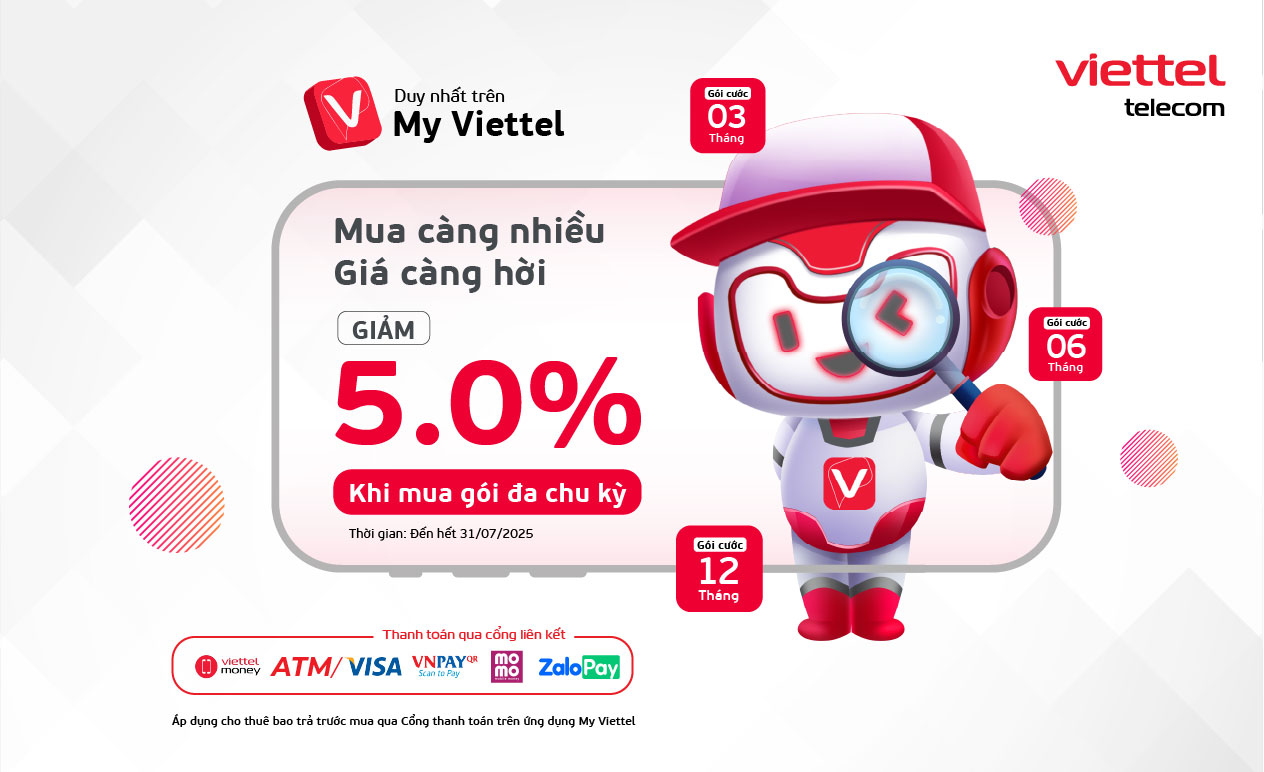 viettel
telecom
Duy nhất trên
My Viettel
Gói cước
03
Tháng
Mua càng nhiều
Giá càng hời
GIẢM
5.0%
Khi mua gói đa chu kỳ
Thời gian: Đến hết 31/07/2025
Gói cước
06
Tháng
Gói cước
12
Tháng
Thanh toán qua cổng liên kết
viettel
money
ATM/VISA
VNPAYQR
Scan to Pay
mo
mo
ZaloPay
Áp dụng cho thuê bao trả trước mua qua Cổng thanh toán trên ứng dụng My Viettel